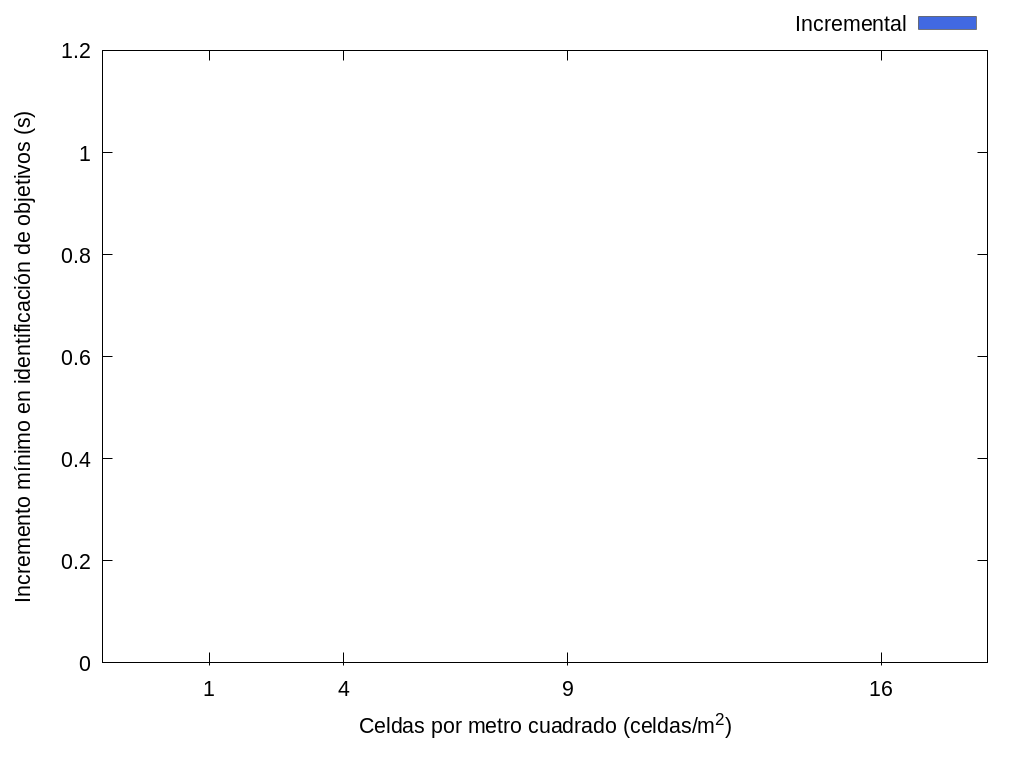 Incremental
1.2
1
0.8
0.6
0.4
0.2
0
Incremento mínimo en identificación de objetivos (s)
1 4 9 16
Celdas por metro cuadrado (celdas/m²)